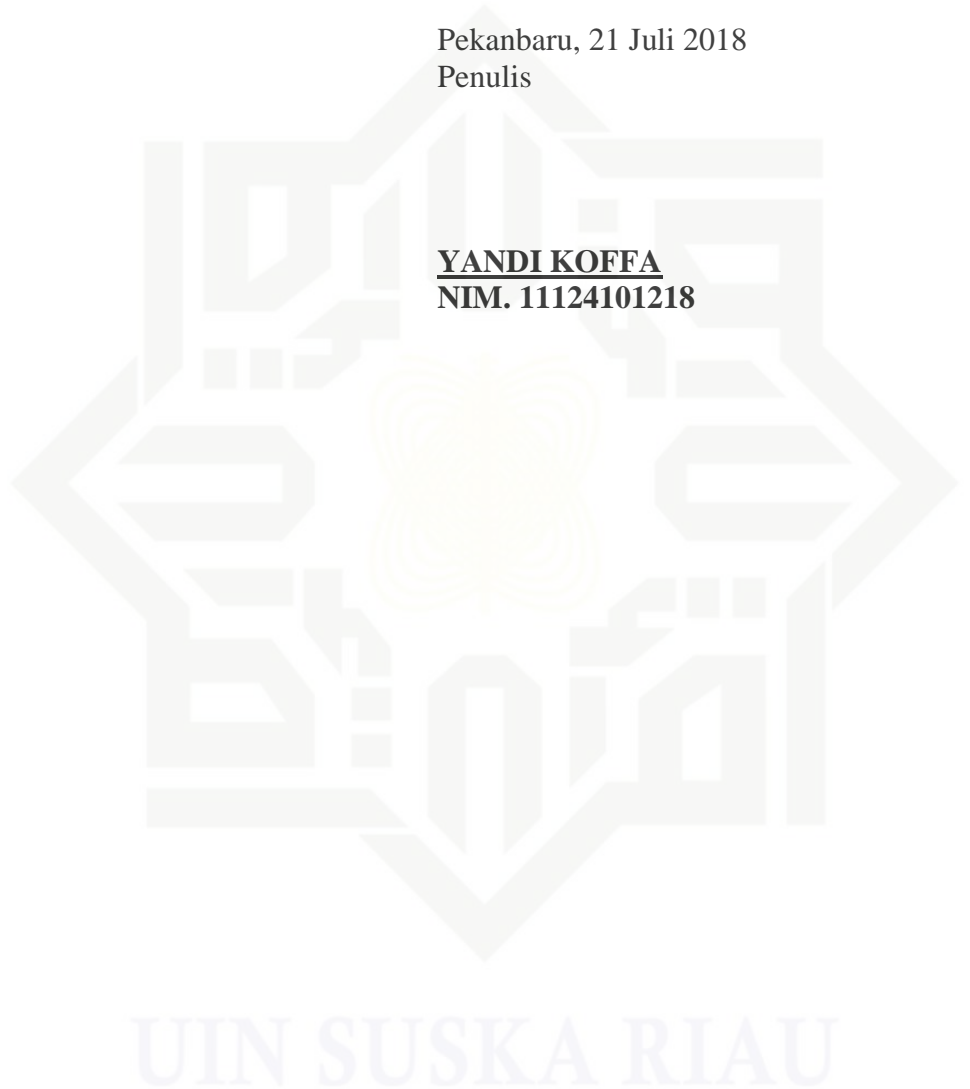 Pekanbaru, 21 Juli 2018
Penulis
YANDI KOFFA
NIM. 11124101218
UIN SUSKA RIAU